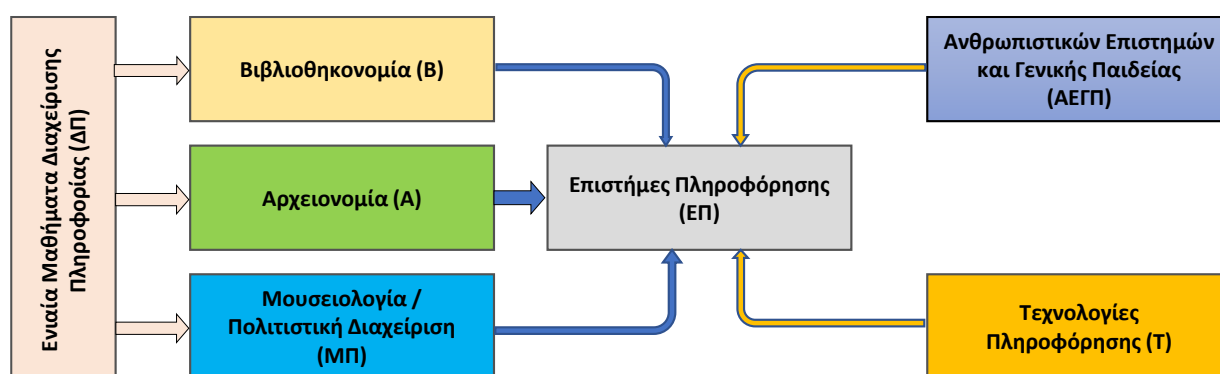 Ενιαία Μαθήματα Διαχείρισης
Πληροφορίας (ΔΠ)
Βιβλιοθηκονομία (Β)
Αρχειονομία (Α)
Μουσειολογία /
Πολιτιστική Διαχείριση
(ΜΠ)
Επιστήμες Πληροφόρησης
(ΕΠ)
Ανθρωπιστικών Επιστημών
και Γενικής Παιδείας
(ΑΕΓΠ)
Τεχνολογίες
Πληροφόρησης (Τ)